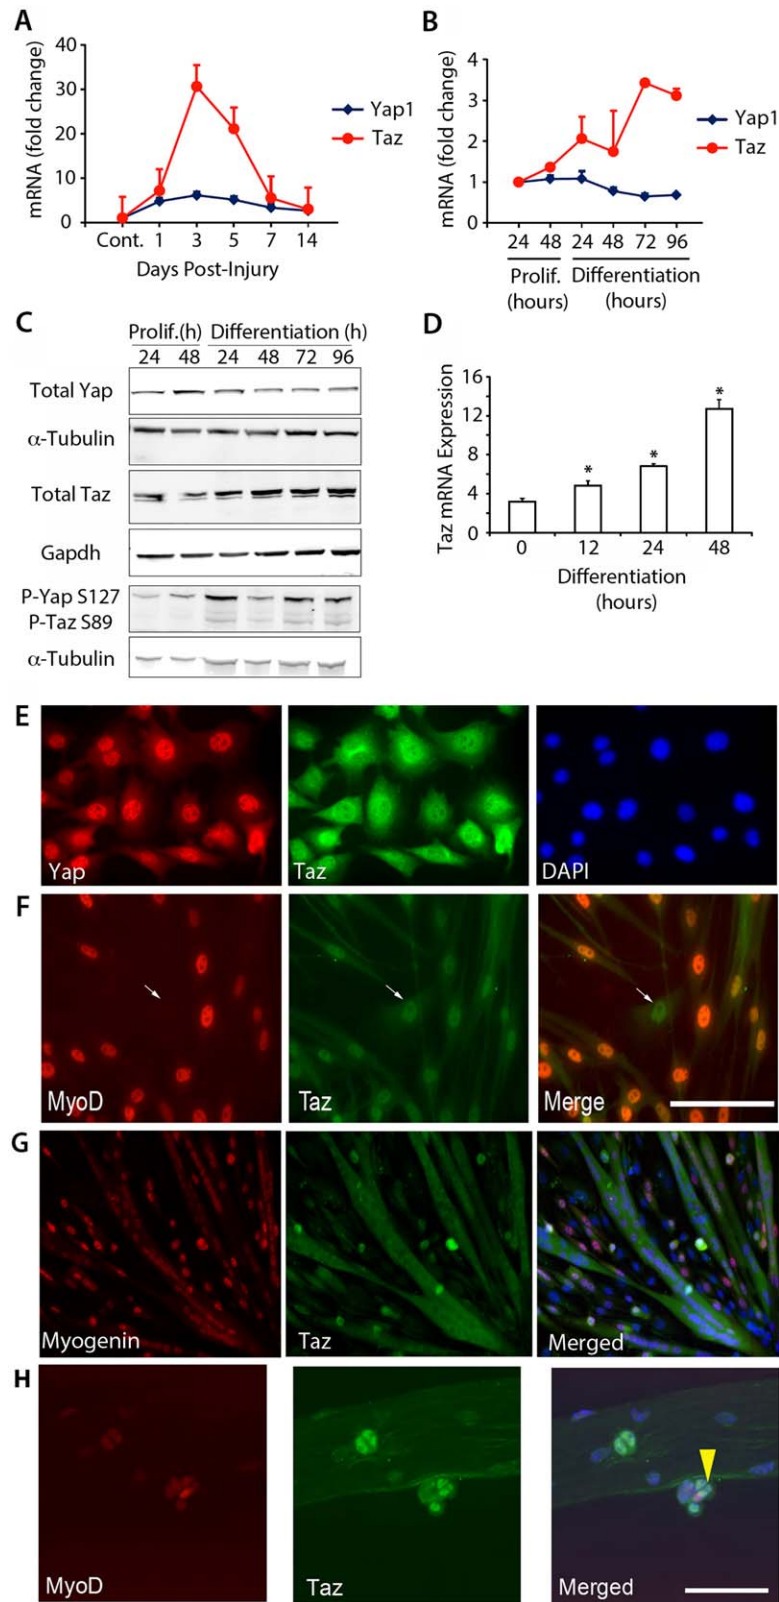 A
mRNA (fold change)
40
30
20
10
0
Cont. 1 3 5 7 14
Days Post-Injury
Yap1
Taz
B
mRNA (fold change)
4
3
2
1
0
24 48 24 48 72 96
Prolif. Differentiation
(hours) (hours)
Yap1
Taz
C
Prolif.(h) Differentiation (h)
24 48 24 48 72 96
Total Yap
α-Tubulin
Total Taz
Gapdh
P-Yap S127
P-Taz S89
α-Tubulin
D
Taz mRNA Expression
16
12
8
4
0
* * *
0 12 24 48
Differentiation
(hours)
E
Yap Taz DAPI
F
MyoD Taz Merge
G
Myogenin Taz Merged
H
MyoD Taz Merged